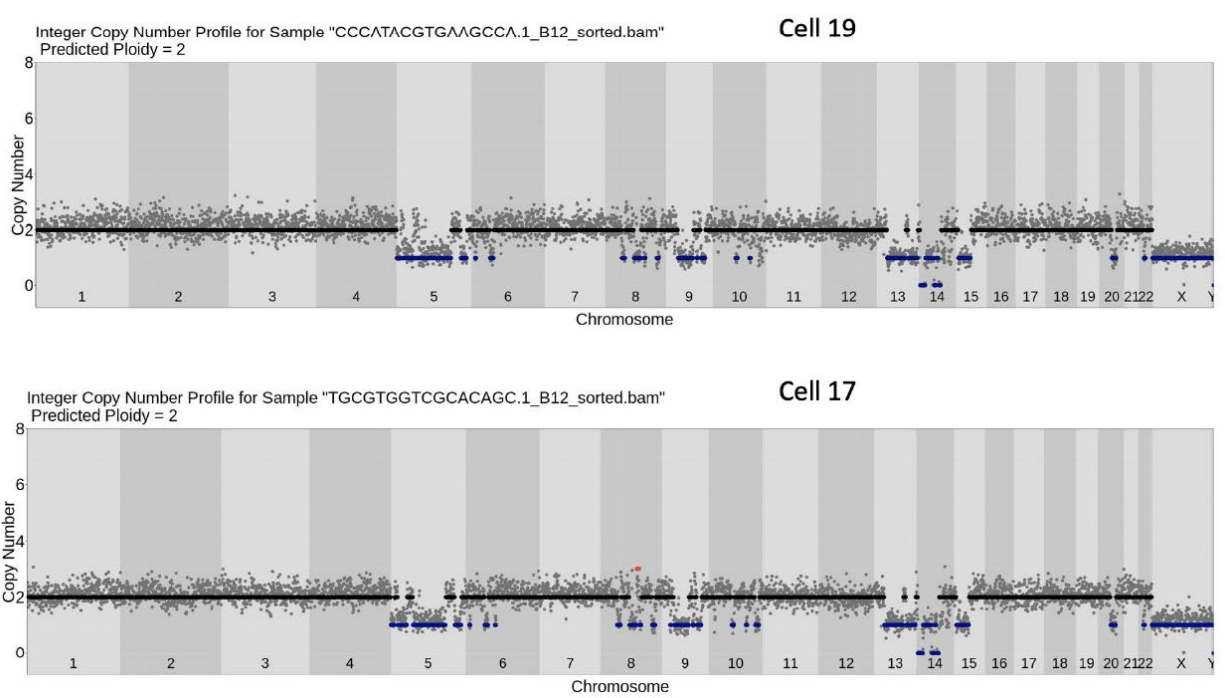 Integer Copy Number Profile for Sample "CCCATACGTGAAGCCA.1_B12_sorted.bam"
Cell 19
Predicted Ploidy = 2
8
6
4
2
0
Copy Number
1 2 3 4 5 6 7 8 9 10 11 12 13 14 15 16 17 18 19 20 21 22 X Y
Chromosome
Integer Copy Number Profile for Sample "TGCGTGGTCGCACAGC.1_B12_sorted.bam"
Cell 17
Predicted Ploidy = 2
8
6
4
2
0
Copy Number
1 2 3 4 5 6 7 8 9 10 11 12 13 14 15 16 17 18 19 20 21 22 X Y
Chromosome